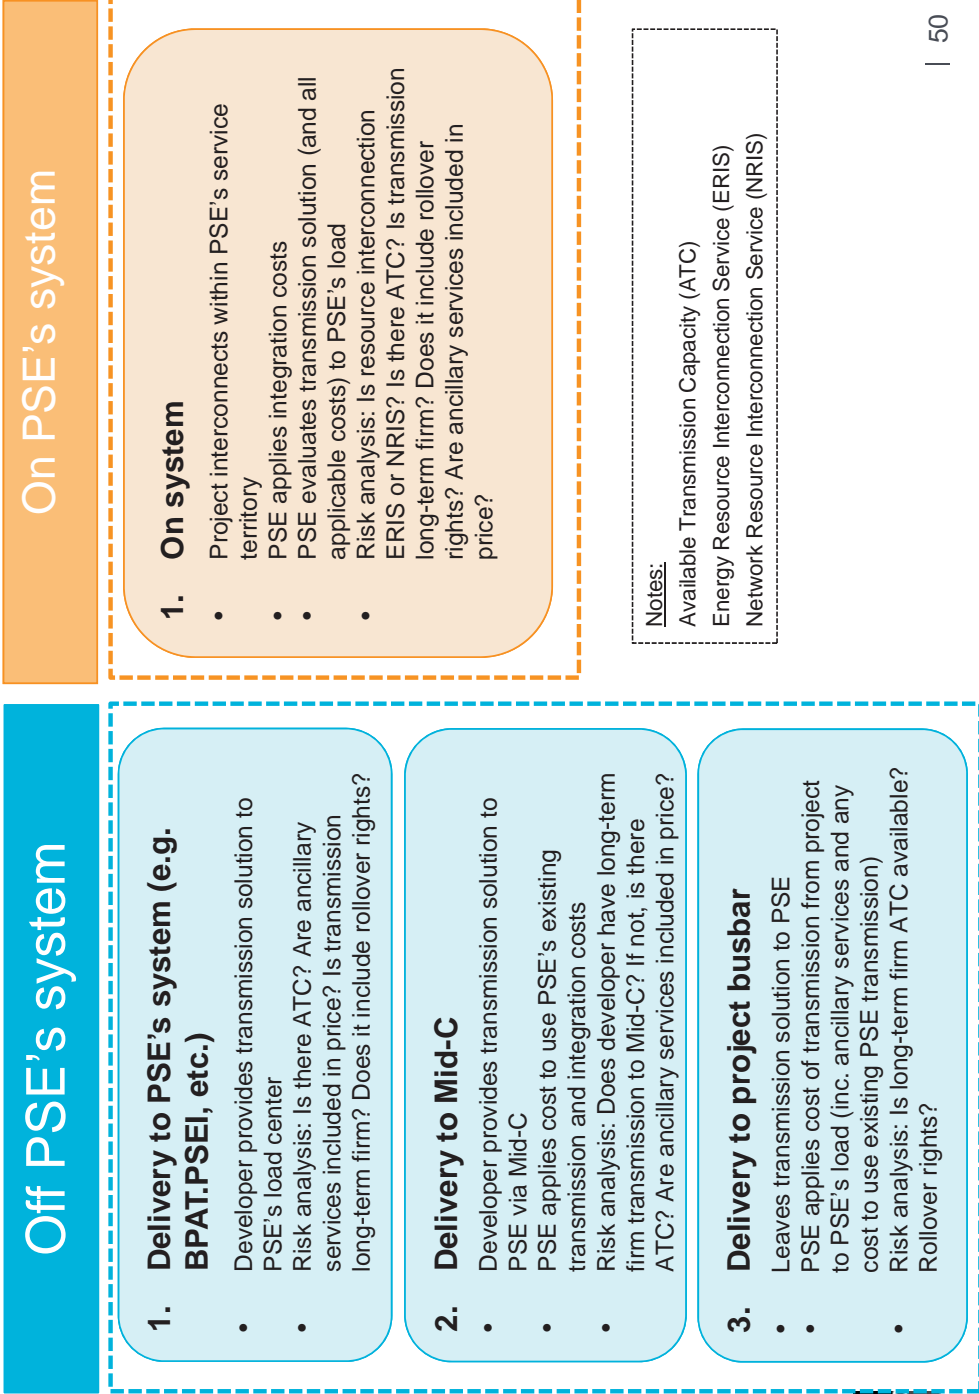 Off PSE’s system
1. Delivery to PSE’s system (e.g.
BPAT.PSEI, etc.)
• Developer provides transmission solution to
PSE’s load center
• Risk analysis: Is there ATC? Are ancillary
services included in price? Is transmission
long-term firm? Does it include rollover rights?
2. Delivery to Mid-C
• Developer provides transmission solution to
PSE via Mid-C
• PSE applies cost to use PSE’s existing
transmission and integration costs
• Risk analysis: Does developer have long-term
firm transmission to Mid-C? If not, is there
ATC? Are ancillary services included in price?
3. Delivery to project busbar
• Leaves transmission solution to PSE
• PSE applies cost of transmission from project
to PSE’s load (inc. ancillary services and any
cost to use existing PSE transmission)
• Risk analysis: Is long-term firm ATC available?
Rollover rights?
On PSE’s system
1. On system
• Project interconnects within PSE’s service
territory
• PSE applies integration costs
• PSE evaluates transmission solution (and all
applicable costs) to PSE’s load
• Risk analysis: Is resource interconnection
ERIS or NRIS? Is there ATC? Is transmission
long-term firm? Does it include rollover
rights? Are ancillary services included in
price?
Notes:
Available Transmission Capacity (ATC)
Energy Resource Interconnection Service (ERIS)
Network Resource Interconnection Service (NRIS)
| 50